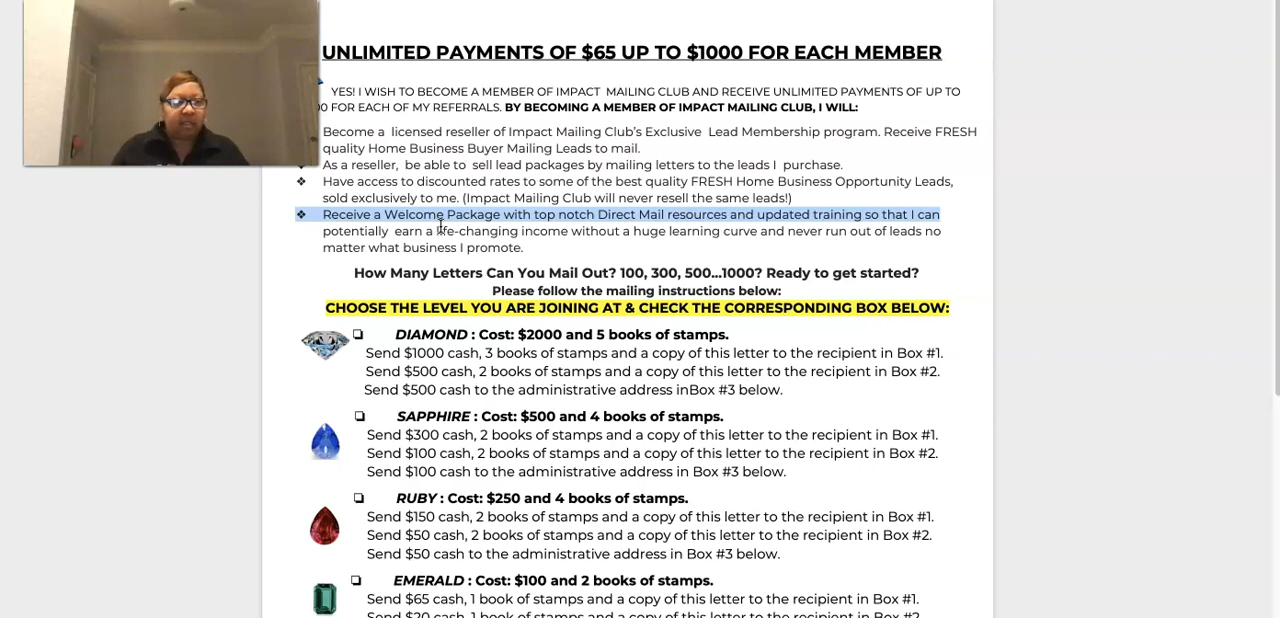 UNLIMITED PAYMENTS OF $65 UP TO $1000 FOR EACH MEMBER
YES! I WISH TO BECOME A MEMBER OF IMPACT MAILING CLUB AND RECEIVE UNLIMITED PAYMENTS OF UP TO
FOR EACH OF MY REFERRALS. BY BECOMING A MEMBER OF IMPACT MAILING CLUB, I WILL:
Become a licensed reseller of Impact Mailing Club's Exclusive Lead Membership program. Receive FRESH
quality Home Business Buyer Mailing Leads to mail.
❖ As a reseller, be able to sell lead packages by mailing letters to the leads I purchase.
❖ Have access to discounted rates to some of the best quality FRESH Home Business Opportunity Leads,
sold exclusively to me. (Impact Mailing Club will never resell the same leads!)
❖ Receive a Welcome Package with top notch Direct Mail resources and updated training so that I can
potentially earn a life-changing income without a huge learning curve and never run out of leads no
matter what business I promote.
How Many Letters Can You Mail Out? 100, 300, 500...1000? Ready to get started?
Please follow the mailing instructions below:
CHOOSE THE LEVEL YOU ARE JOINING AT & CHECK THE CORRESPONDING BOX BELOW:
❏ DIAMOND : Cost: $2000 and 5 books of stamps.
Send $1000 cash, 3 books of stamps and a copy of this letter to the recipient in Box #1.
Send $500 cash, 2 books of stamps and a copy of this letter to the recipient in Box #2.
Send $500 cash to the administrative address inBox #3 below.
❏ SAPPHIRE : Cost: $500 and 4 books of stamps.
Send $300 cash, 2 books of stamps and a copy of this letter to the recipient in Box #1.
Send $100 cash, 2 books of stamps and a copy of this letter to the recipient in Box #2.
Send $100 cash to the administrative address in Box #3 below.
❏ RUBY : Cost: $250 and 4 books of stamps.
Send $150 cash, 2 books of stamps and a copy of this letter to the recipient in Box #1.
Send $50 cash, 2 books of stamps and a copy of this letter to the recipient in Box #2.
Send $50 cash to the administrative address in Box #3 below.
❏ EMERALD : Cost: $100 and 2 books of stamps.
Send $65 cash, 1 book of stamps and a copy of this letter to the recipient in Box #1.
Send $20 cash, 1 book of stamps and a copy of this letter to the recipient in Box #2.